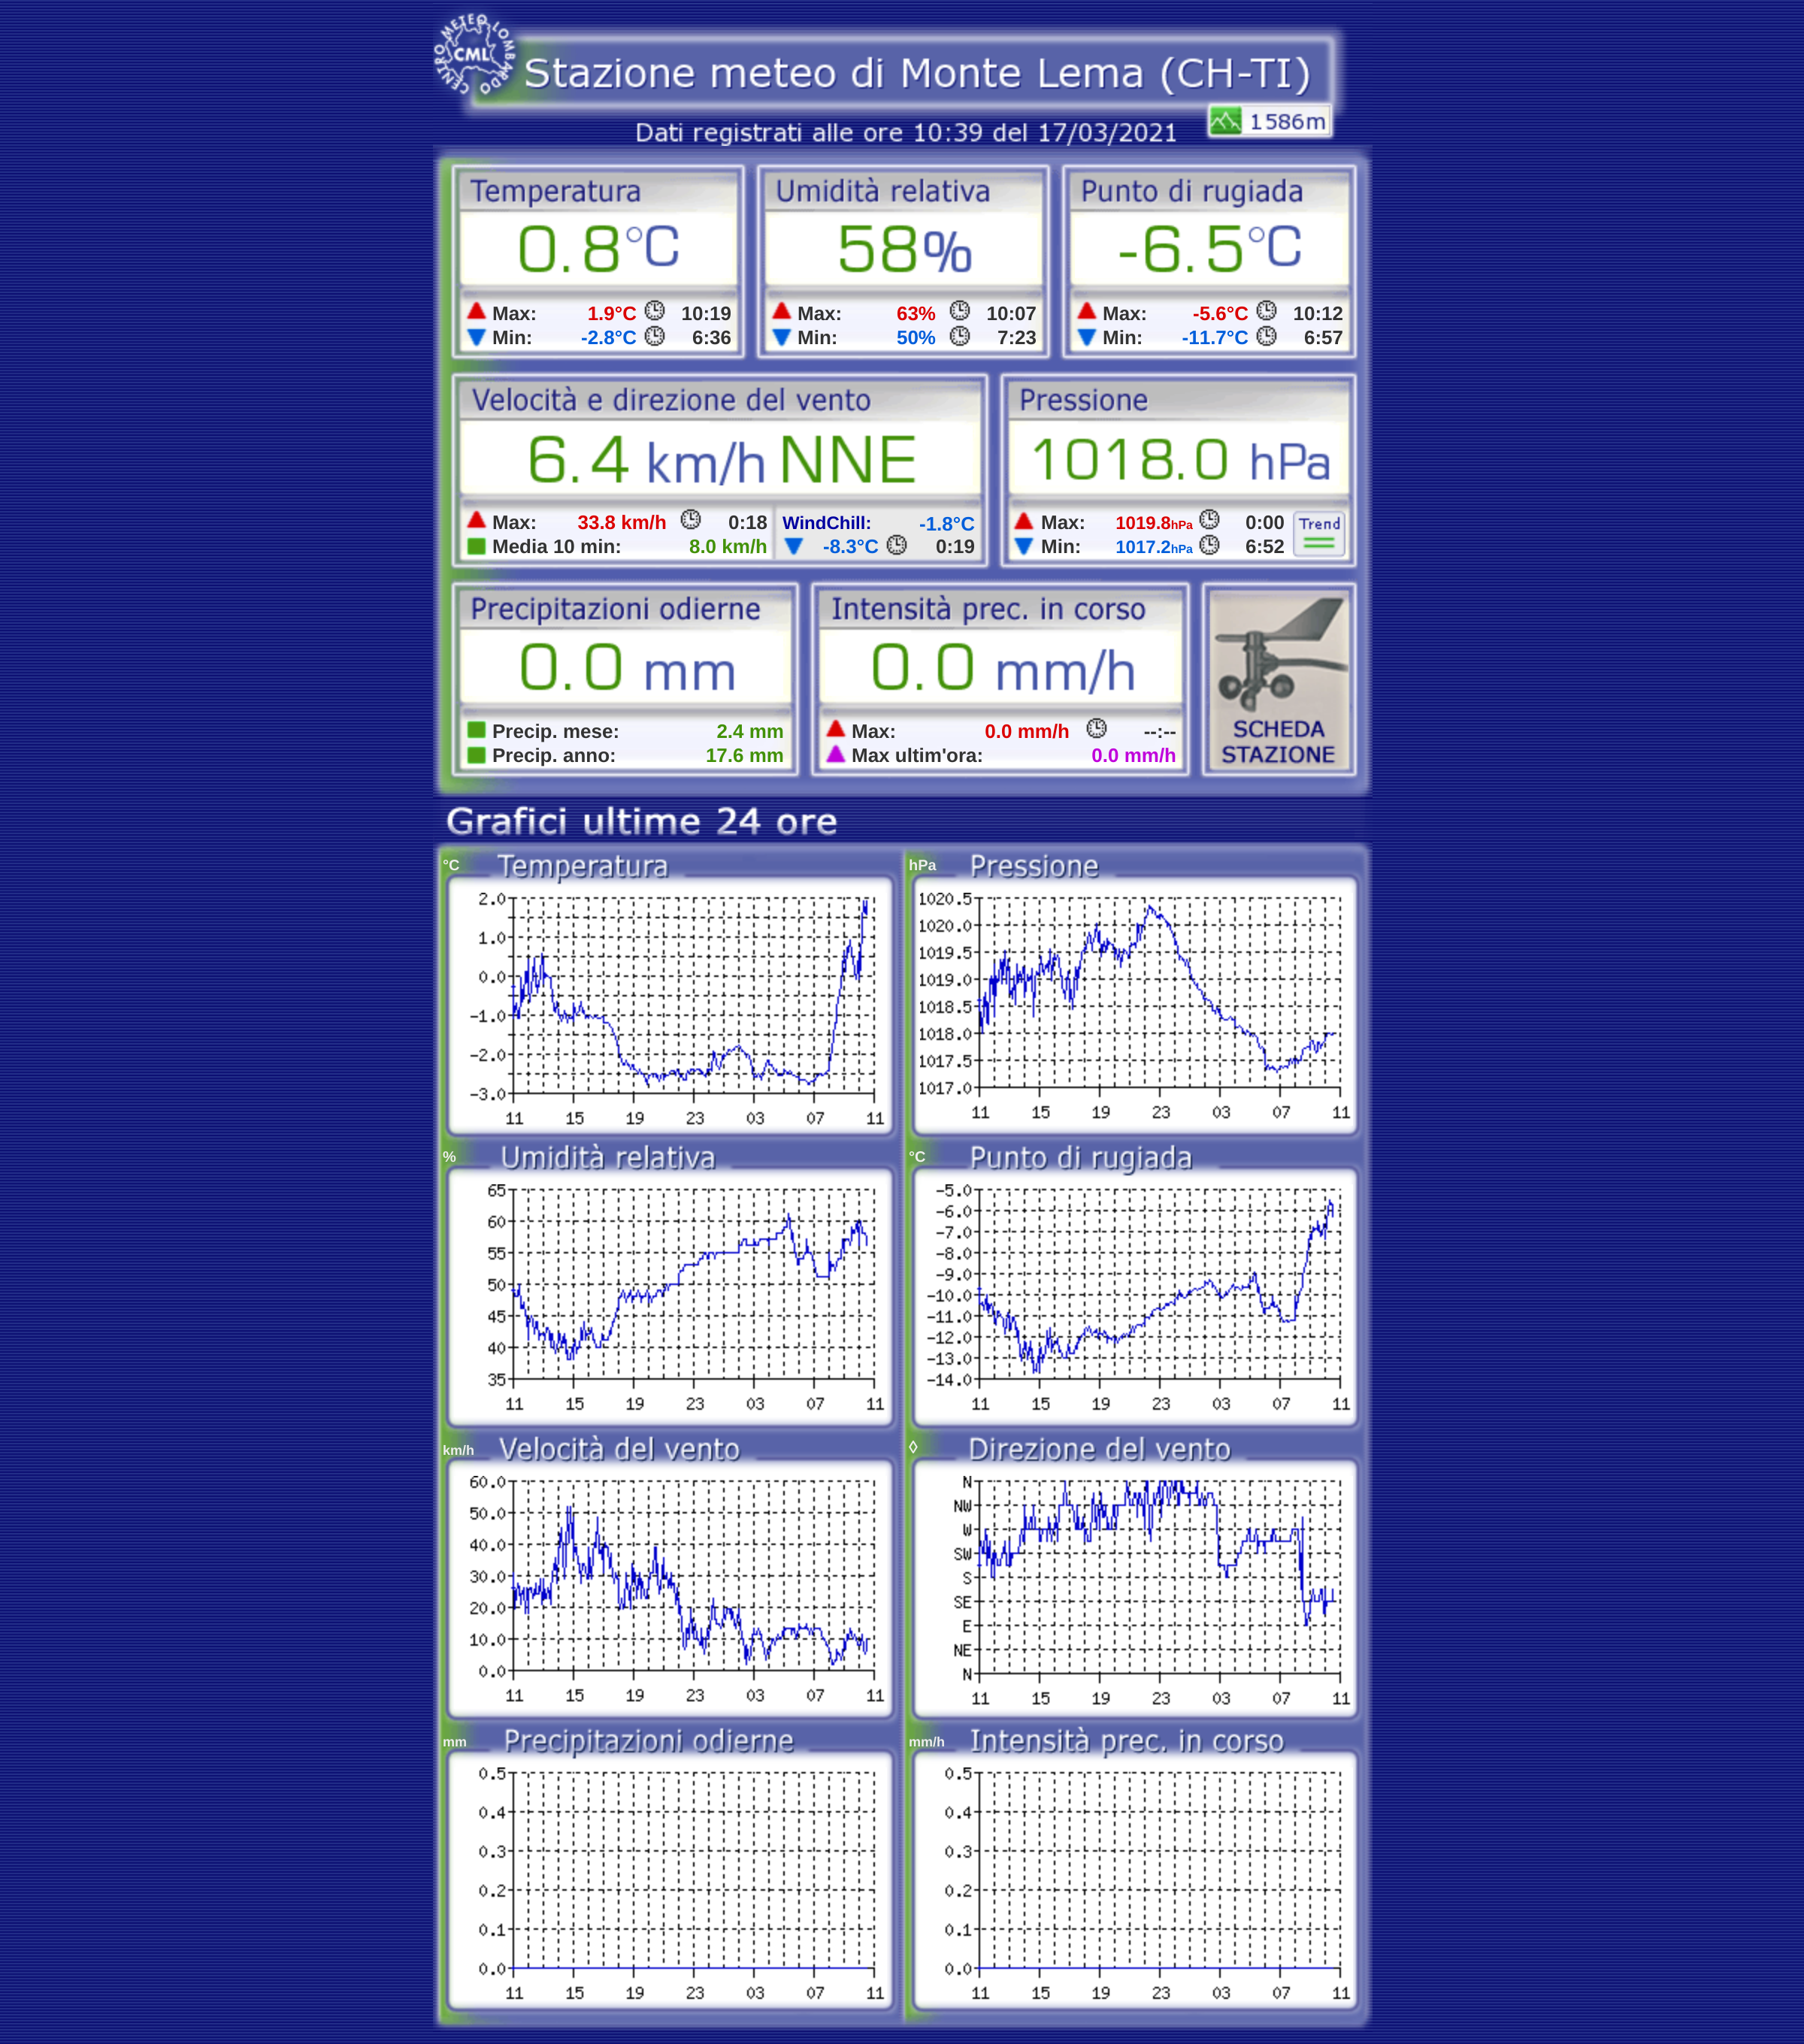 CENTRO METEO LOMBARDO
CML
Stazione meteo di Monte Lema (CH-TI)
1586m
Dati registrati alle ore 10:39 del 17/03/2021
Temperatura
0.8°C
Max: 1.9°C 10:19
Min: -2.8°C 6:36
Umidità relativa
58%
Max: 63% 10:07
Min: 50% 7:23
Punto di rugiada
-6.5°C
Max: -5.6°C 10:12
Min: -11.7°C 6:57
Velocità e direzione del vento
6.4 km/h NNE
Max: 33.8 km/h 0:18
Media 10 min: 8.0 km/h
WindChill: -1.8°C
-8.3°C 0:19
Pressione
1018.0 hPa
Max: 1019.8hPa 0:00
Min: 1017.2hPa 6:52
Trend
Precipitazioni odierne
0.0 mm
Precip. mese: 2.4 mm
Precip. anno: 17.6 mm
Intensità prec. in corso
0.0 mm/h
Max: 0.0 mm/h --:--
Max ultim'ora: 0.0 mm/h
SCHEDA
STAZIONE
Grafici ultime 24 ore
°C Temperatura
2.0
1.0
0.0
-1.0
-2.0
-3.0
11 15 19 23 03 07 11
hPa Pressione
1020.5
1020.0
1019.5
1019.0
1018.5
1018.0
1017.5
1017.0
11 15 19 23 03 07 11
% Umidità relativa
65
60
55
50
45
40
35
11 15 19 23 03 07 11
°C Punto di rugiada
-5.0
-6.0
-7.0
-8.0
-9.0
-10.0
-11.0
-12.0
-13.0
-14.0
11 15 19 23 03 07 11
km/h Velocità del vento
60.0
50.0
40.0
30.0
20.0
10.0
0.0
11 15 19 23 03 07 11
◊ Direzione del vento
N
NW
W
SW
S
SE
E
NE
N
11 15 19 23 03 07 11
mm Precipitazioni odierne
0.5
0.4
0.3
0.2
0.1
0.0
11 15 19 23 03 07 11
mm/h Intensità prec. in corso
0.5
0.4
0.3
0.2
0.1
0.0
11 15 19 23 03 07 11